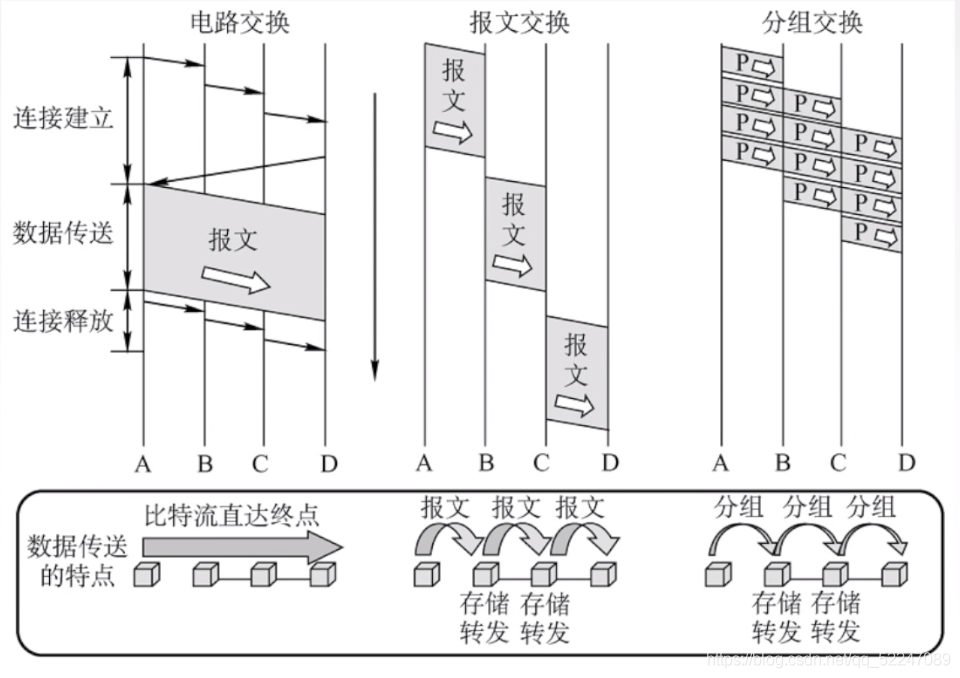 电路交换
报文交换
分组交换
连接建立
数据传送
连接释放
报文
报
文
报
文
报
文
P
P P
P P P
P P P
P P
P
A B C D
A B C D
A B C D
数据传送
的特点
比特流直达终点
报文 报文 报文
存储 存储
转发 转发
分组 分组 分组
存储 存储
转发 转发
https://blog.csdn.net/qq_52247089